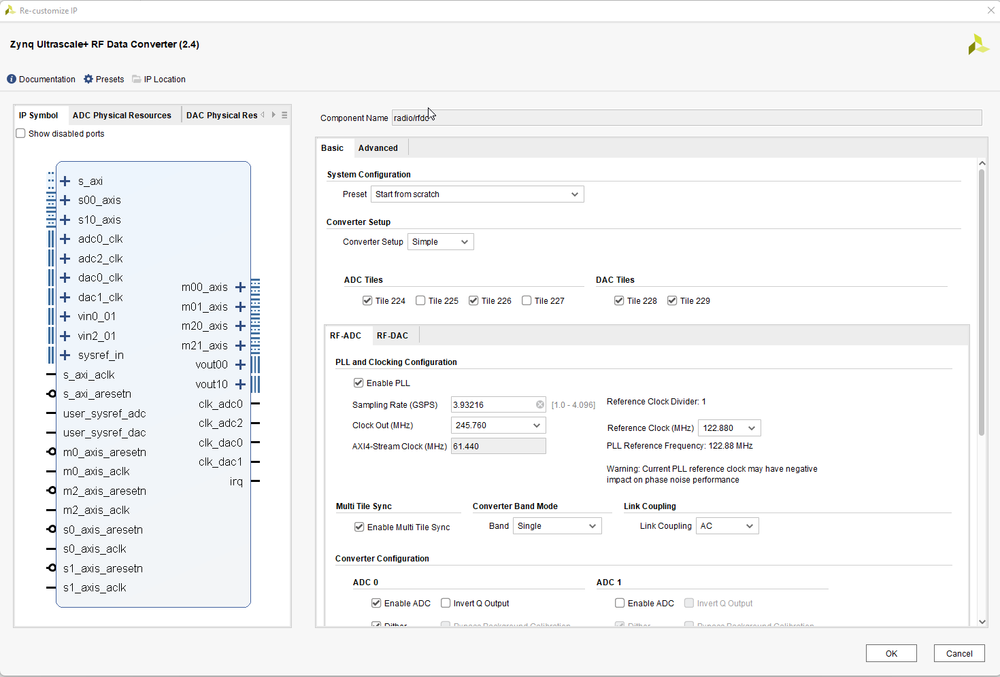 Re-customize IP
Zynq Ultrascale+ RF Data Converter (2.4)
Documentation Presets IP Location
IP Symbol ADC Physical Resources DAC Physical Res
Show disabled ports
s_axi
s00_axis
s10_axis
adc0_clk
adc2_clk
dac0_clk
dac1_clk
vin0_01
vin2_01
sysref_in
s_axi_aclk
s_axi_aresetn
user_sysref_adc
user_sysref_dac
m0_axis_aresetn
m0_axis_aclk
m2_axis_aresetn
m2_axis_aclk
s0_axis_aresetn
s0_axis_aclk
s1_axis_aresetn
s1_axis_aclk
m00_axis
m01_axis
m20_axis
m21_axis
vout00
vout10
clk_adc0
clk_adc2
clk_dac0
clk_dac1
irq
Component Name radio/rfdc
Basic Advanced
System Configuration
Preset Start from scratch
Converter Setup
Converter Setup Simple
ADC Tiles DAC Tiles
Tile 224 Tile 225 Tile 226 Tile 227 Tile 228 Tile 229
RF-ADC RF-DAC
PLL and Clocking Configuration
Enable PLL
Sampling Rate (GSPS) 3.93216 [1.0 - 4.096] Reference Clock Divider: 1
Clock Out (MHz) 245.760 Reference Clock (MHz) 122.880
AXI4-Stream Clock (MHz) 61.440 PLL Reference Frequency: 122.88 MHz
Warning: Current PLL reference clock may have negative
impact on phase noise performance
Multi Tile Sync Converter Band Mode Link Coupling
Enable Multi Tile Sync Band Single Link Coupling AC
Converter Configuration
ADC 0 ADC 1
Enable ADC Invert Q Output Enable ADC Invert Q Output
Dither Bypass Background Calibration Dither Bypass Background Calibration
OK Cancel